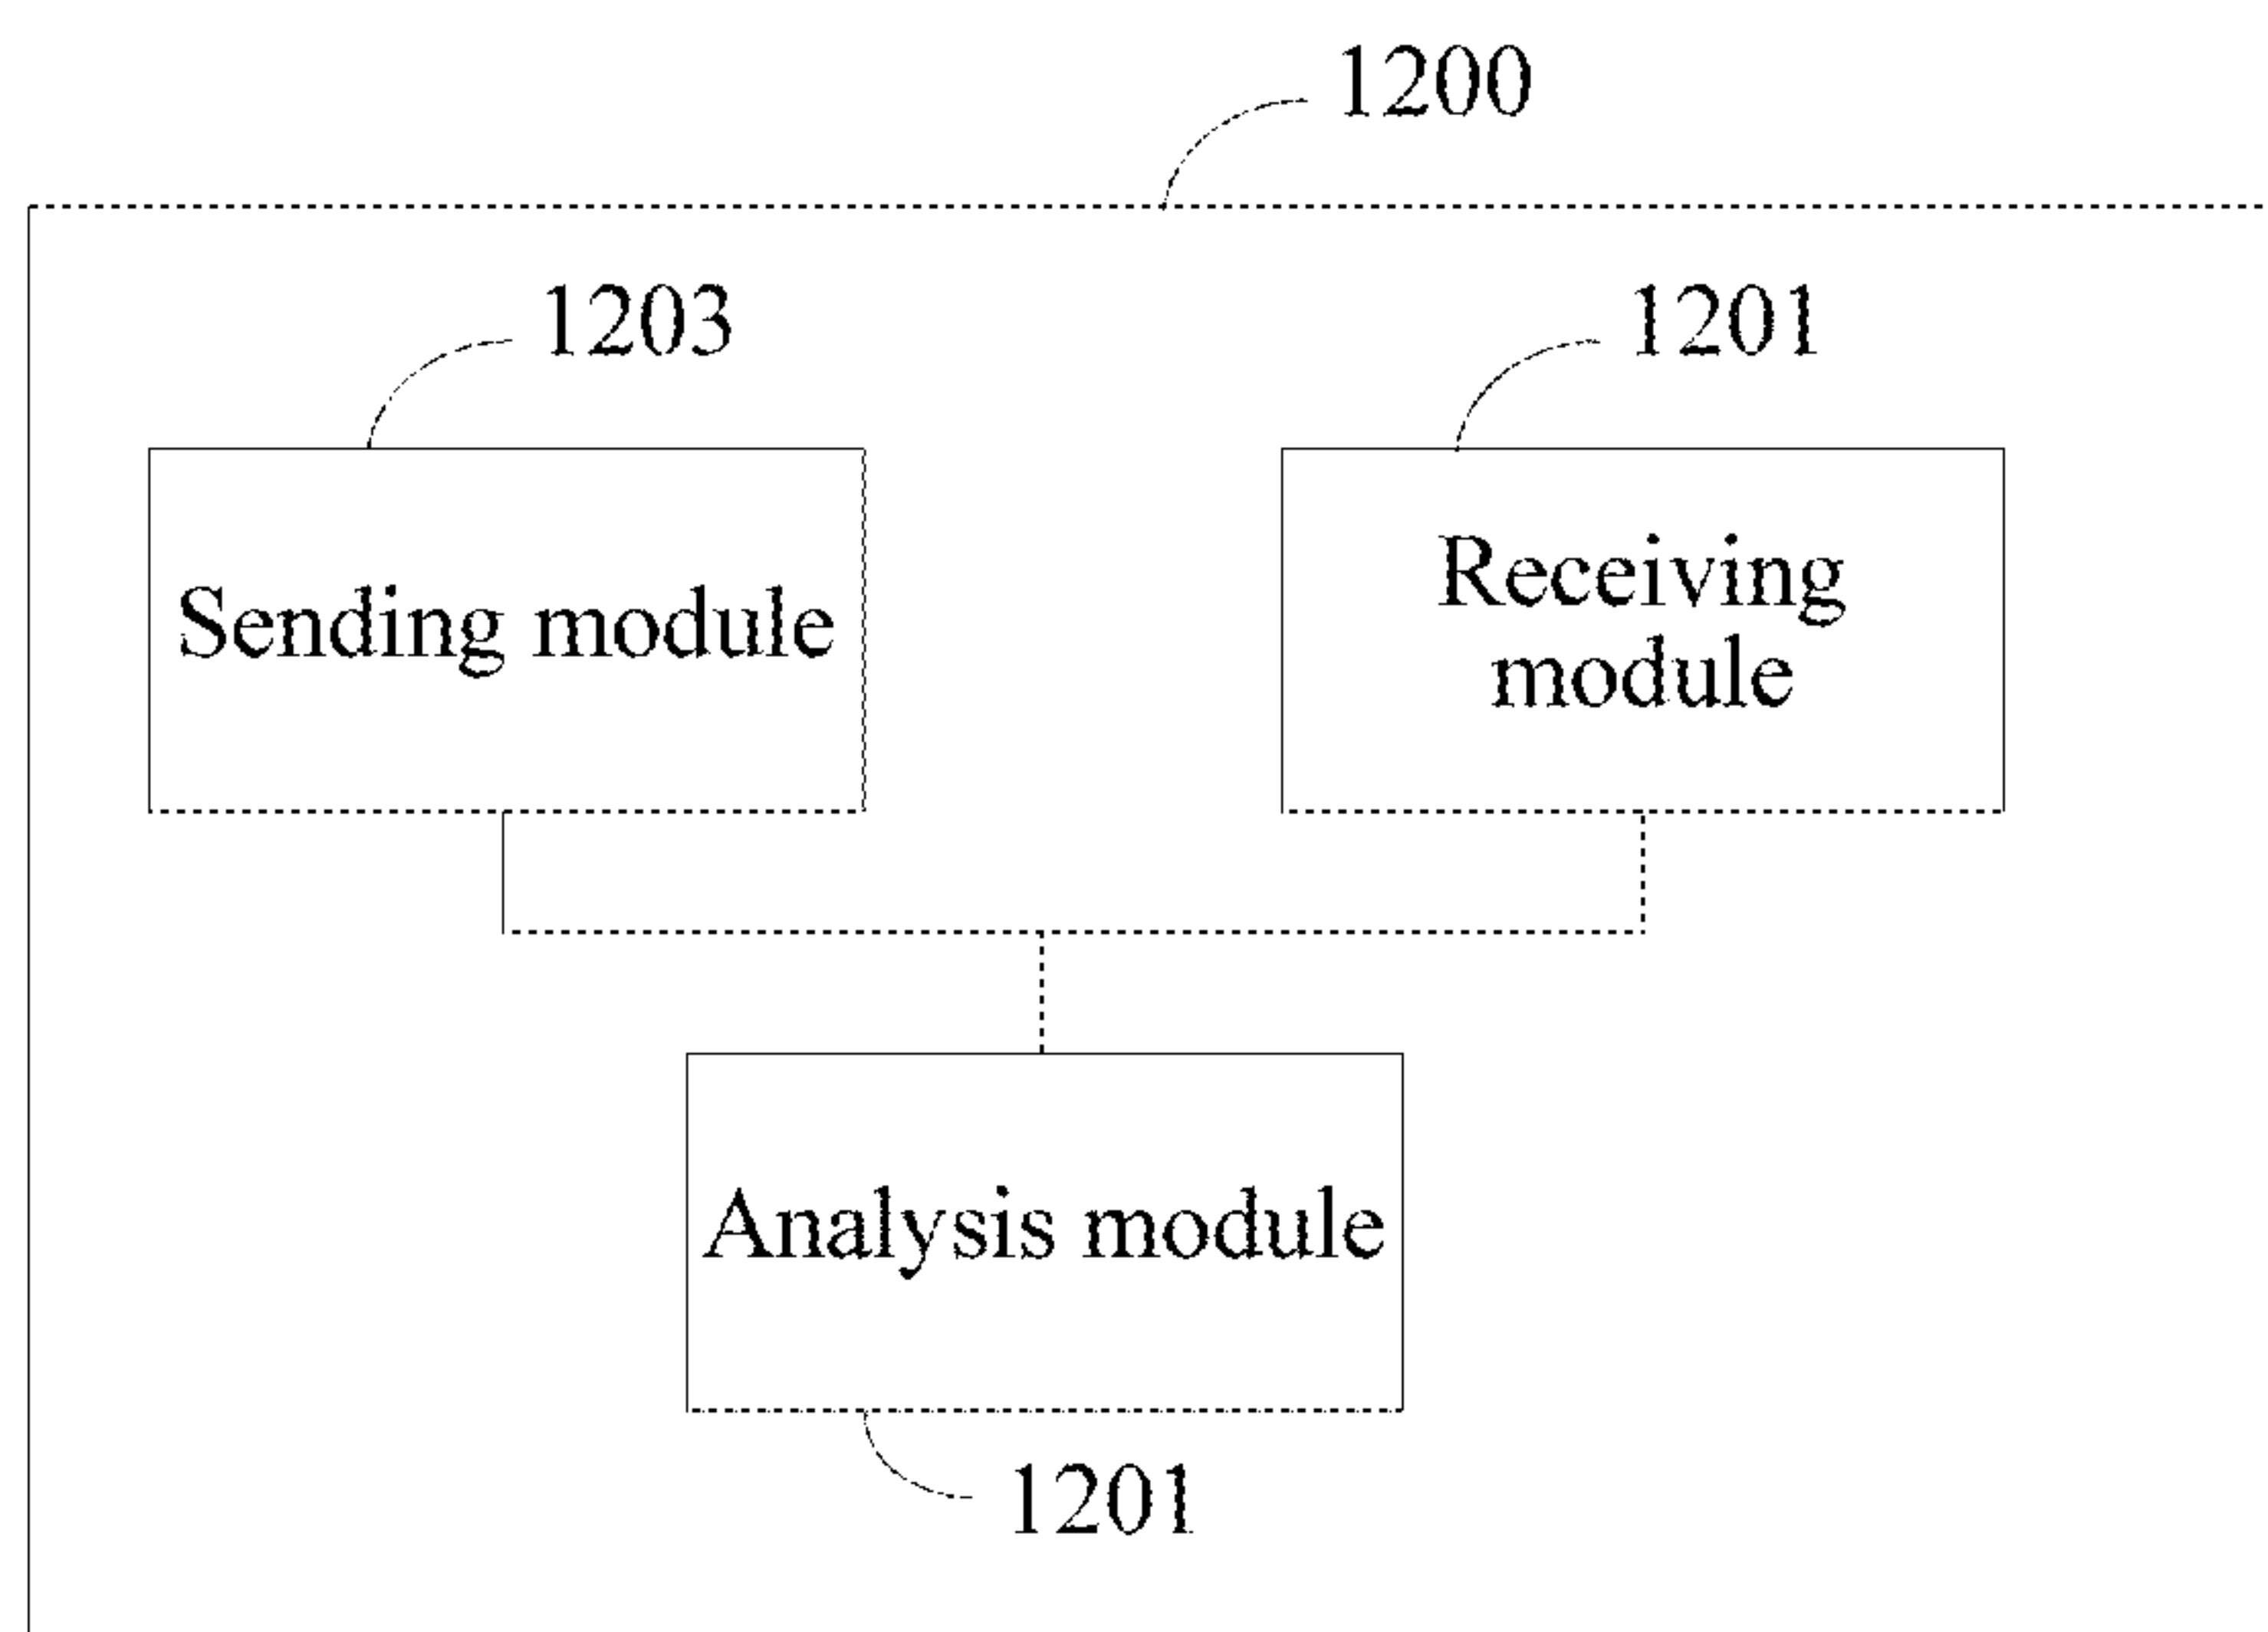 1200
1203
1201
Sending module
Receiving
module
Analysis module
1201